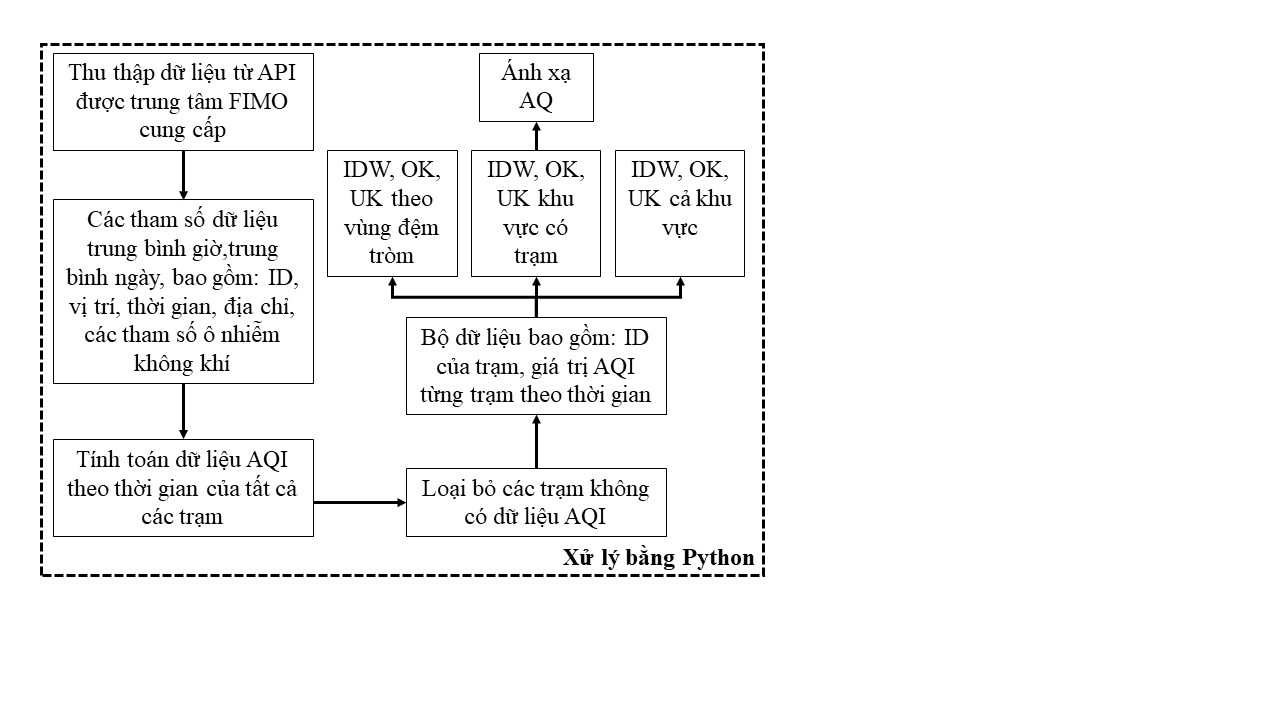 Thu thập dữ liệu từ API
được trung tâm FIMO
cung cấp
Các tham số dữ liệu
trung bình giờ,trung
bình ngày, bao gồm: ID,
vị trí, thời gian, địa chỉ,
các tham số ô nhiễm
không khí
Tính toán dữ liệu AQI
theo thời gian của tất cả
các trạm
Loại bỏ các trạm không
có dữ liệu AQI
Bộ dữ liệu bao gồm: ID
của trạm, giá trị AQI
từng trạm theo thời gian
IDW, OK,
UK theo
vùng đệm
tròm
IDW, OK,
UK khu
vực có
trạm
IDW, OK,
UK cả khu
vực
Ánh xạ
AQ
Xử lý bằng Python